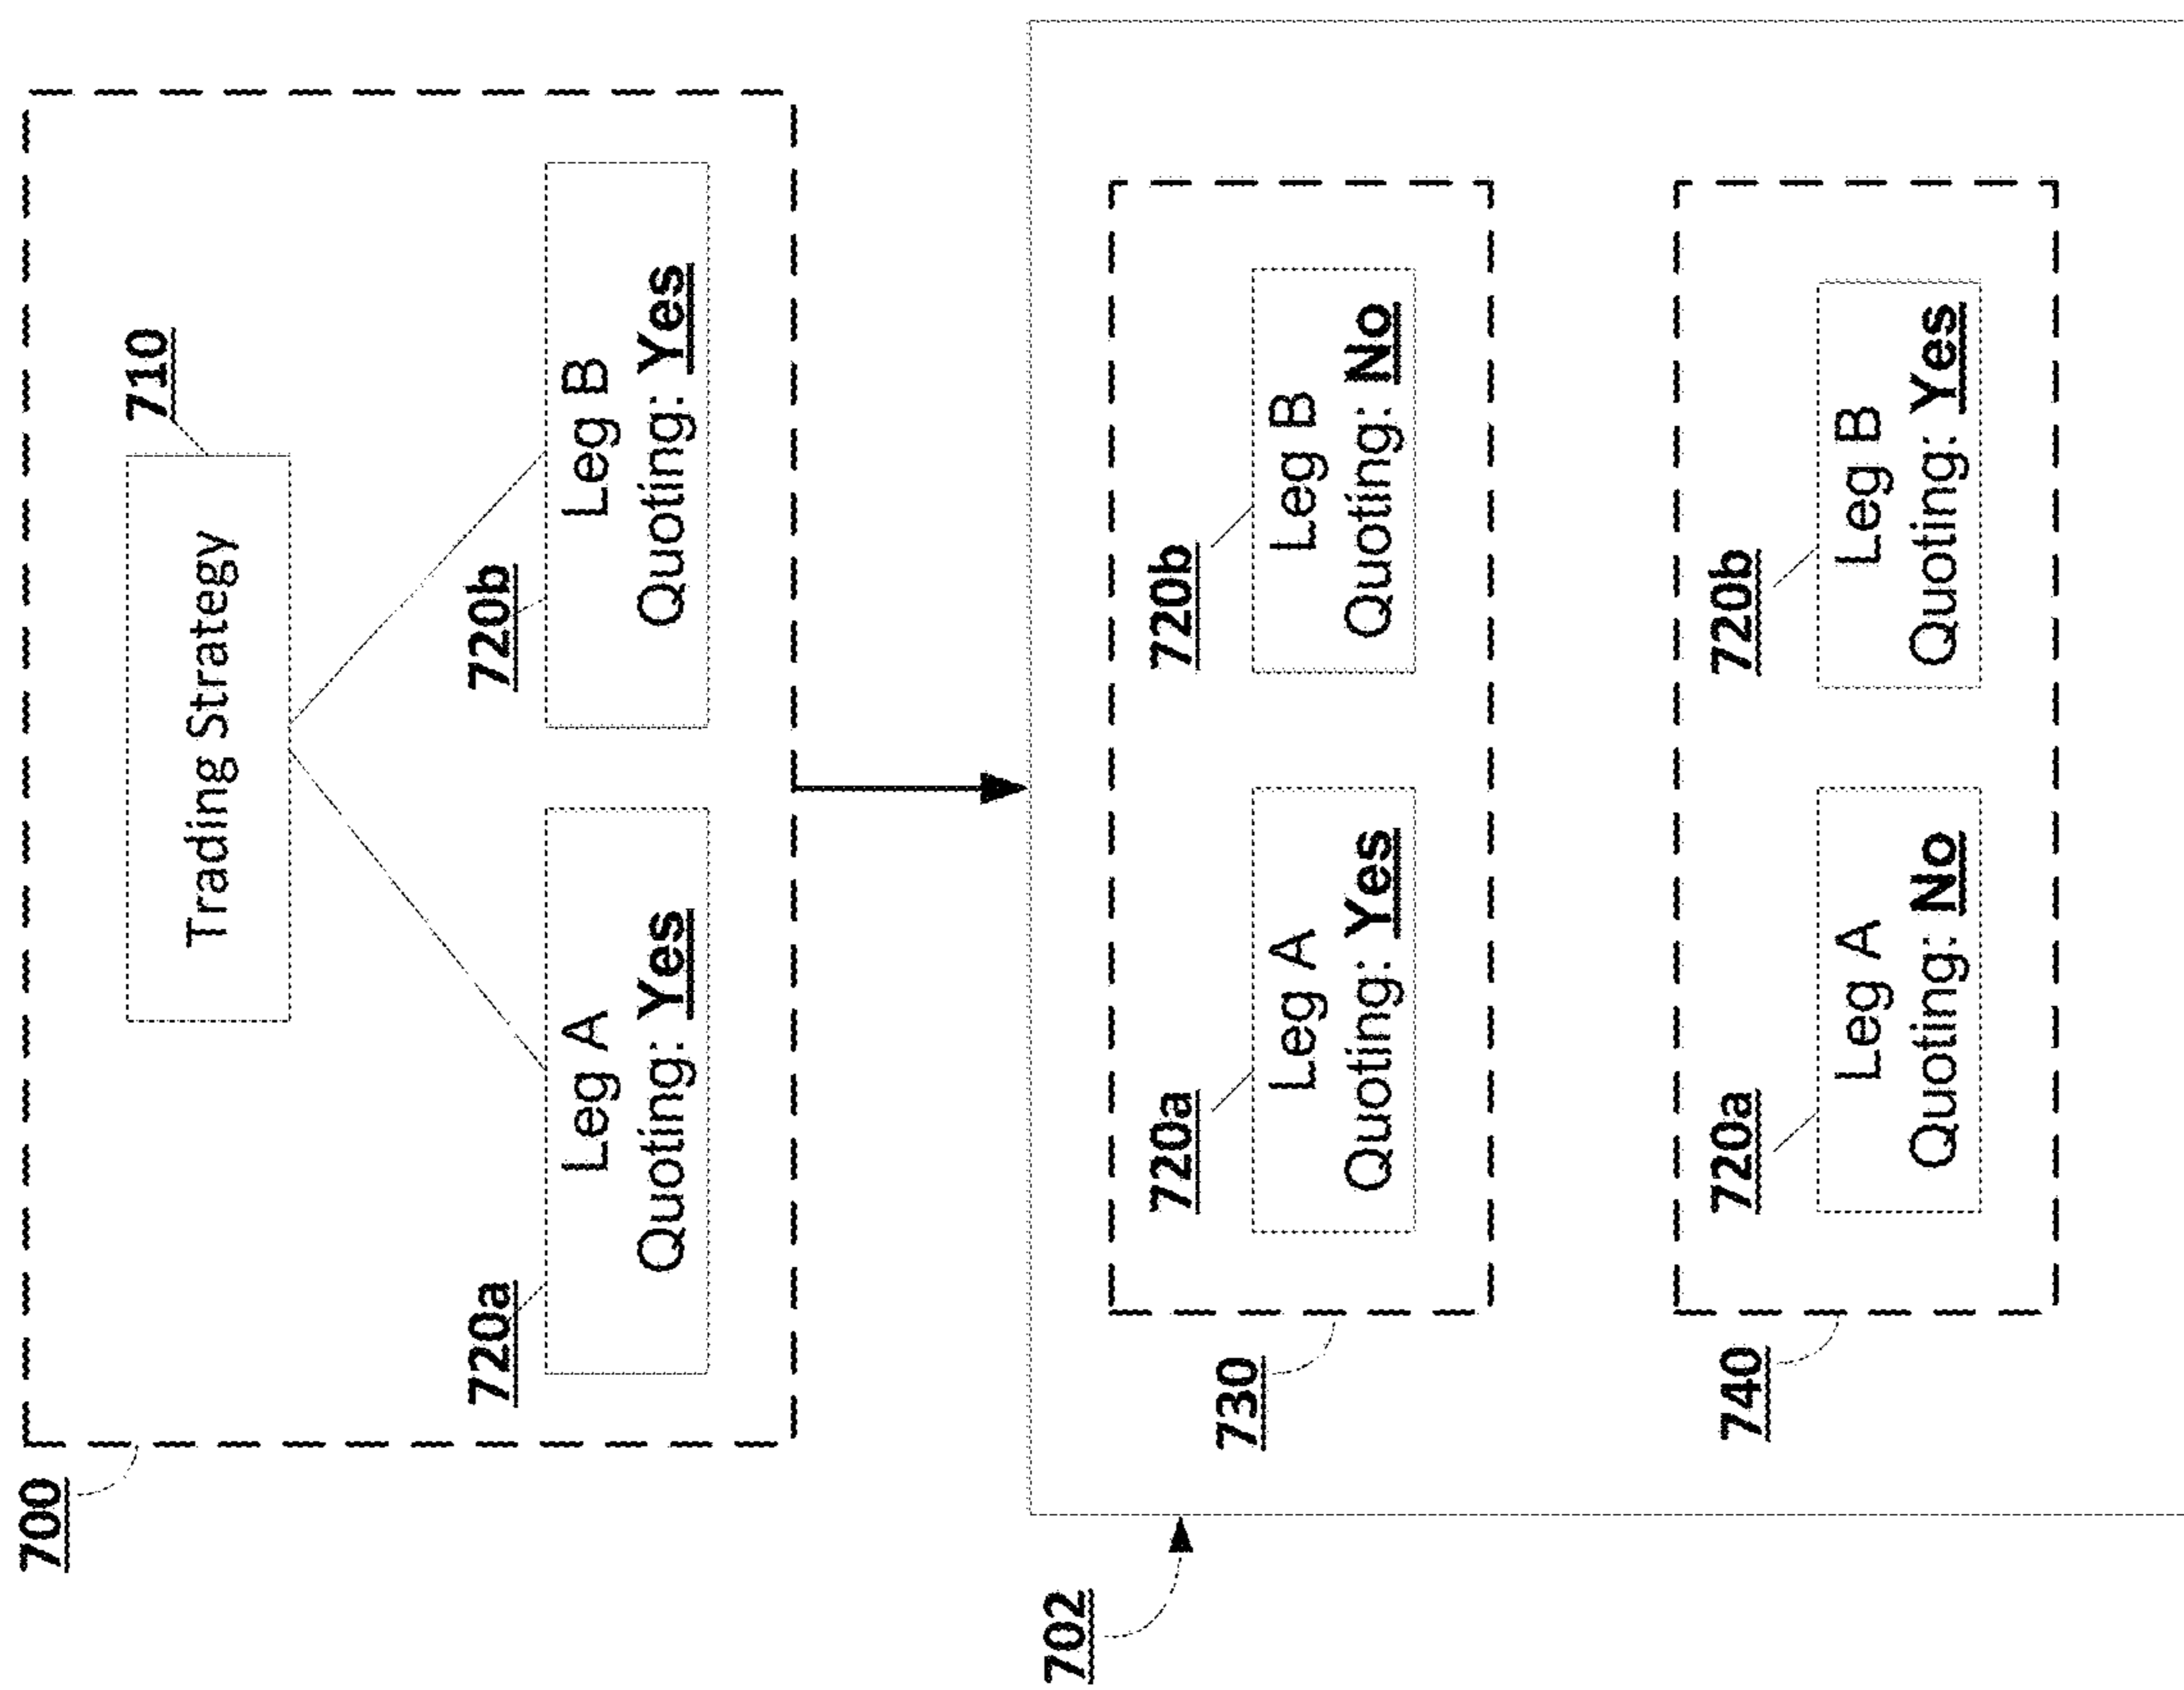 700
710
Trading Strategy
720a
720b
Leg A
Quoting: Yes
Leg B
Quoting: Yes
702
730
720a
720b
Leg A
Quoting: Yes
Leg B
Quoting: No
740
720a
720b
Leg A
Quoting: No
Leg B
Quoting: Yes